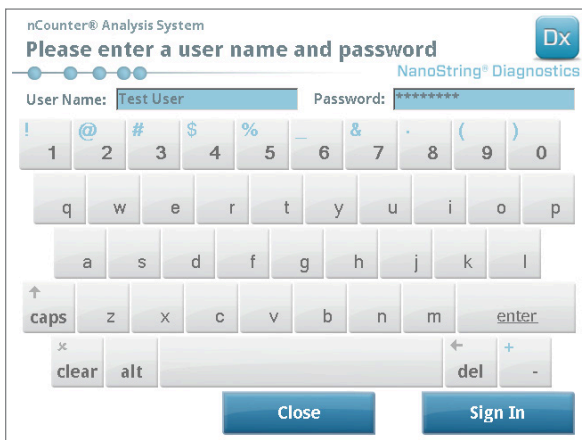 nCounter® Analysis System
Dx
Please enter a user name and password
NanoString® Diagnostics
User Name: Test User Password: ********
! @ # $ % _ & . ( )
1 2 3 4 5 6 7 8 9 0
q w e r t y u i o p
a s d f g h j k l
caps z x c v b n m enter
x +
clear alt del -
Close Sign In